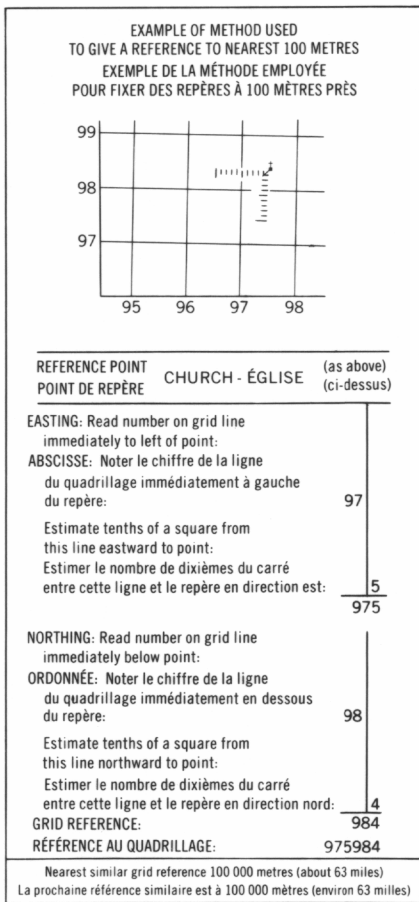 EXAMPLE OF METHOD USED
TO GIVE A REFERENCE TO NEAREST 100 METRES
EXEMPLE DE LA MÉTHODE EMPLOYÉE
POUR FIXER DES REPÈRES À 100 MÈTRES PRÈS
99
98
97
95 96 97 98
REFERENCE POINT
POINT DE REPÈRE
CHURCH - ÉGLISE
(as above)
(ci-dessus)
EASTING: Read number on grid line
immediately to left of point:
ABSCISSE: Noter le chiffre de la ligne
du quadrillage immédiatement à gauche
du repère: 97
Estimate tenths of a square from
this line eastward to point:
Estimer le nombre de dixièmes du carré
entre cette ligne et le repère en direction est: 5
975
NORTHING: Read number on grid line
immediately below point:
ORDONNÉE: Noter le chiffre de la ligne
du quadrillage immédiatement en dessous
du repère: 98
Estimate tenths of a square from
this line northward to point:
Estimer le nombre de dixièmes du carré
entre cette ligne et le repère en direction nord: 4
GRID REFERENCE: 984
RÉFÉRENCE AU QUADRILLAGE: 975984
Nearest similar grid reference 100 000 metres (about 63 miles)
La prochaine référence similaire est à 100 000 mètres (environ 63 milles)